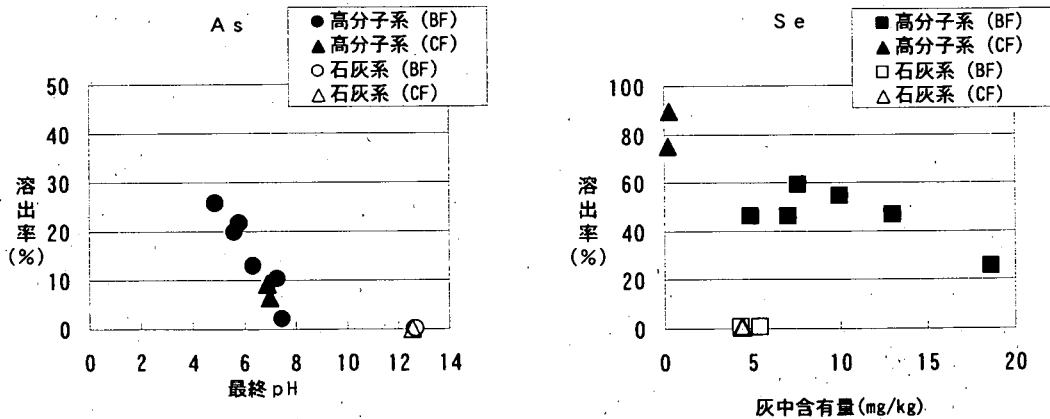 As
● 高分子系 (BF)
▲ 高分子系 (CF)
○ 石灰系 (BF)
△ 石灰系 (CF)
50
40
30
20
10
0
溶出率(%)
0 2 4 6 8 10 12 14
最終pH
Se
■ 高分子系 (BF)
▲ 高分子系 (CF)
□ 石灰系 (BF)
△ 石灰系 (CF)
100
80
60
40
20
0
溶出率(%)
0 5 10 15 20
灰中含有量(mg/kg)